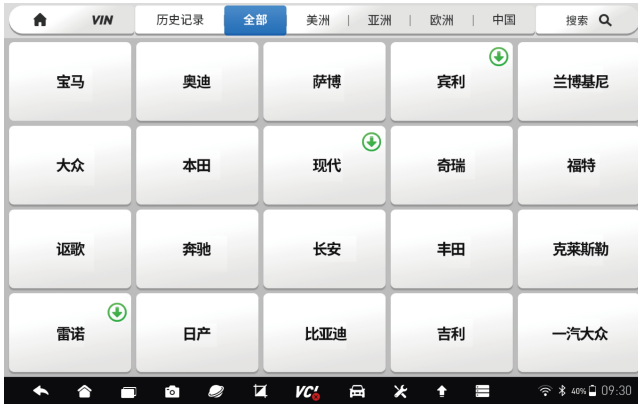 VIN 历史记录 全部 美洲 | 亚洲 | 欧洲 | 中国 搜索
宝马 奥迪 萨博 宾利 兰博基尼
大众 本田 现代 奇瑞 福特
讴歌 奔驰 长安 丰田 克莱斯勒
雷诺 日产 比亚迪 吉利 一汽大众
VCI 40% 09:30